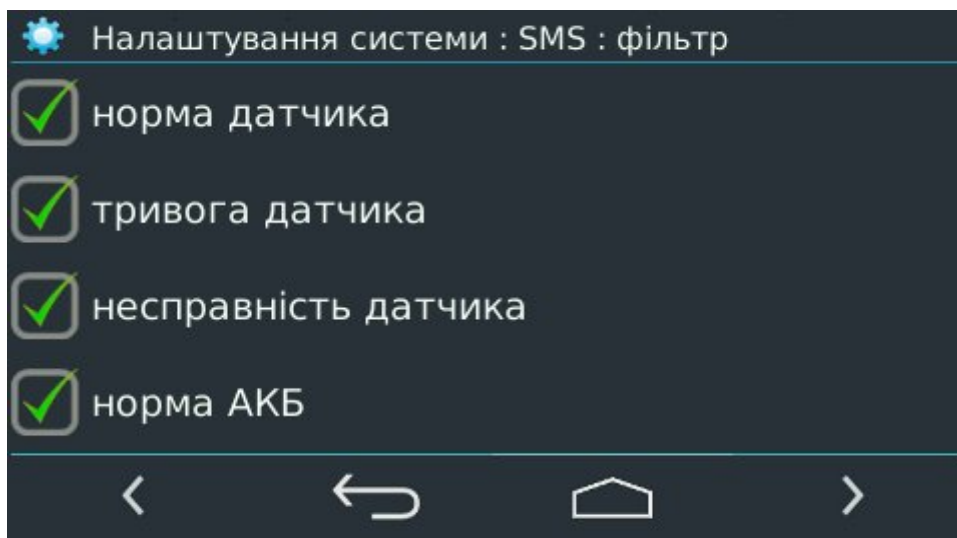 Налаштування системи : SMS : фільтр
норма датчика
тривога датчика
несправність датчика
норма АКБ